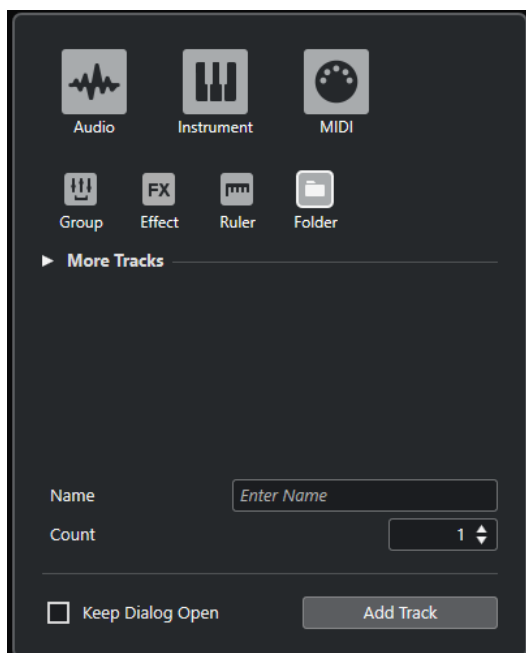 Audio Instrument MIDI
FX
Group Effect Ruler Folder
More Tracks
Name Enter Name
Count 1
Keep Dialog Open Add Track